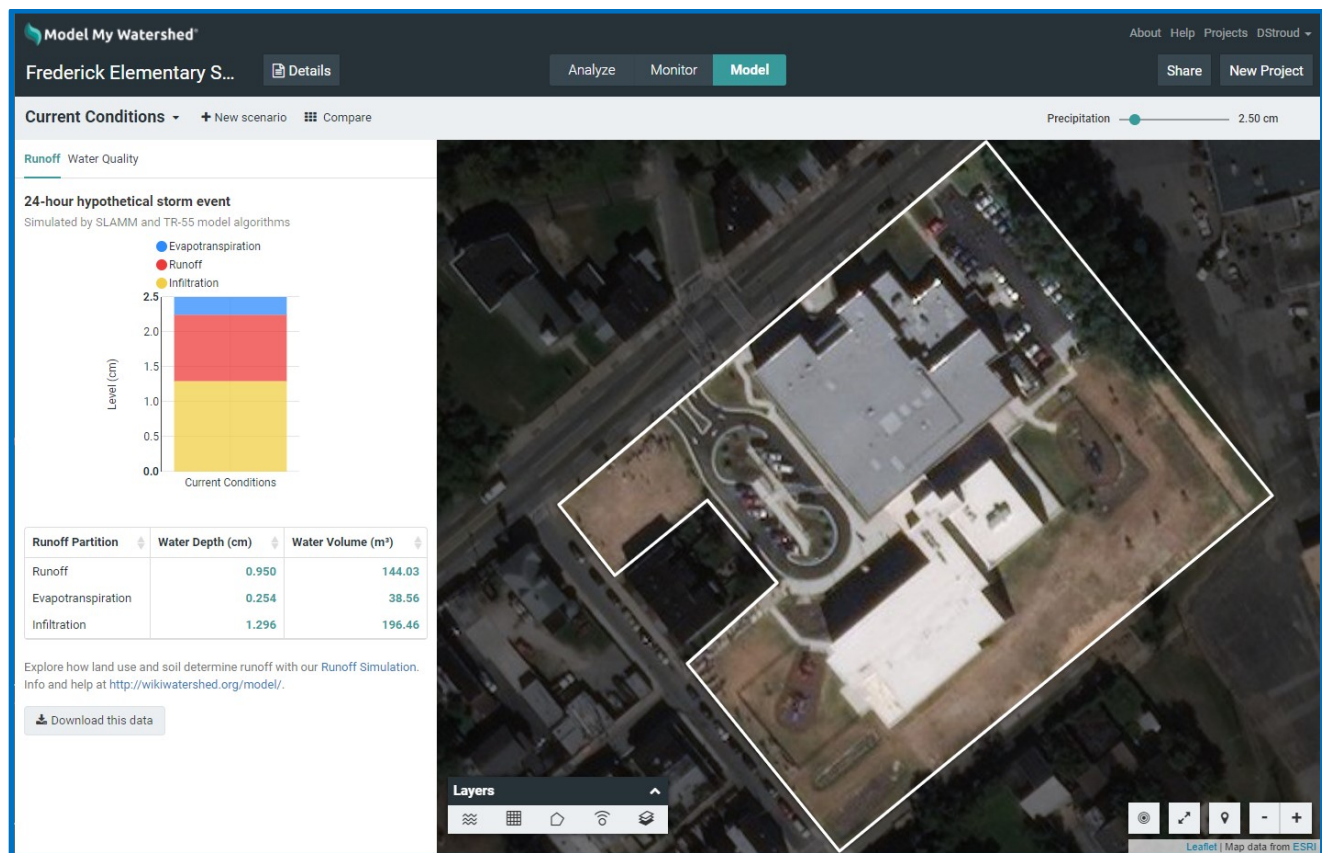 Model My Watershed®
About Help Projects DStroud
Frederick Elementary S...
Details
Analyze Monitor Model
Share New Project
Current Conditions
+ New scenario
Compare
Precipitation 2.50 cm
Runoff Water Quality
24-hour hypothetical storm event
Simulated by SLAMM and TR-55 model algorithms
Evapotranspiration
Runoff
Infiltration
2.5
2.0
1.5
1.0
0.5
0.0
Level (cm)
Current Conditions
Runoff Partition Water Depth (cm) Water Volume (m³)
Runoff 0.950 144.03
Evapotranspiration 0.254 38.56
Infiltration 1.296 196.46
Explore how land use and soil determine runoff with our Runoff Simulation.
Info and help at http://wikiwatershed.org/model/.
Download this data
Layers
- +
Leaflet | Map data from ESRI